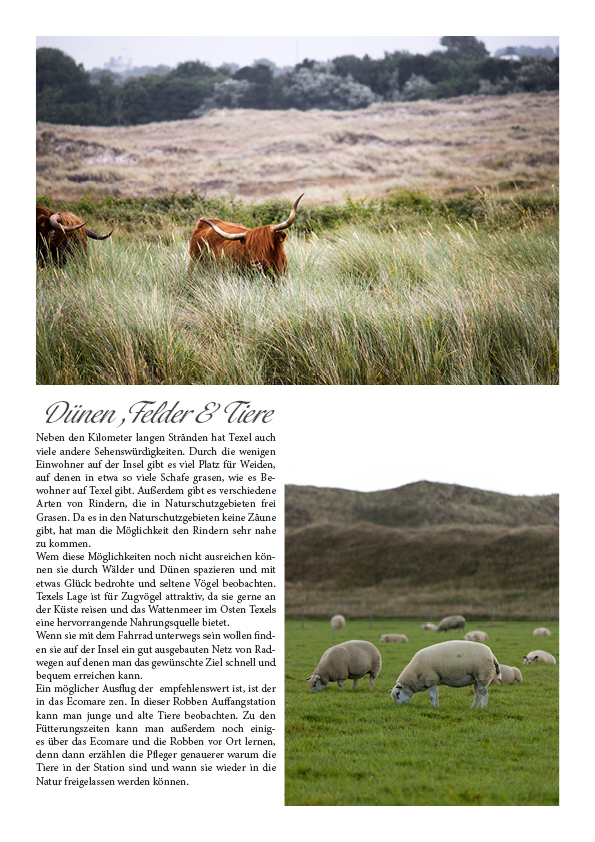 Dünen ,Felder & Tiere
Neben den Kilometer langen Stränden hat Texel auch
viele andere Sehenswürdigkeiten. Durch die wenigen
Einwohner auf der Insel gibt es viel Platz für Weiden,
auf denen in etwa so viele Schafe grasen, wie es Be-
wohner auf Texel gibt. Außerdem gibt es verschiedene
Arten von Rindern, die in Naturschutzgebieten frei
Grasen. Da es in den Naturschutzgebieten keine Zäune
gibt, hat man die Möglichkeit den Rindern sehr nahe
zu kommen.
Wem diese Möglichkeiten noch nicht ausreichen kön-
nen sie durch Wälder und Dünen spazieren und mit
etwas Glück bedrohte und seltene Vögel beobachten.
Texels Lage ist für Zugvögel attraktiv, da sie gerne an
der Küste reisen und das Wattenmeer im Osten Texels
eine hervorrangende Nahrungsquelle bietet.
Wenn sie mit dem Fahrrad unterwegs sein wollen find-
en sie auf der Insel ein gut ausgebauten Netz von Rad-
wegen auf denen man das gewünschte Ziel schnell und
bequem erreichen kann.
Ein möglicher Ausflug der empfehlenswert ist, ist der
in das Ecomare zen. In dieser Robben Auffangstation
kann man junge und alte Tiere beobachten. Zu den
Fütterungszeiten kann man außerdem noch einig-
es über das Ecomare und die Robben vor Ort lernen,
denn dann erzählen die Pfleger genauerer warum die
Tiere in der Station sind und wann sie wieder in die
Natur freigelassen werden können.